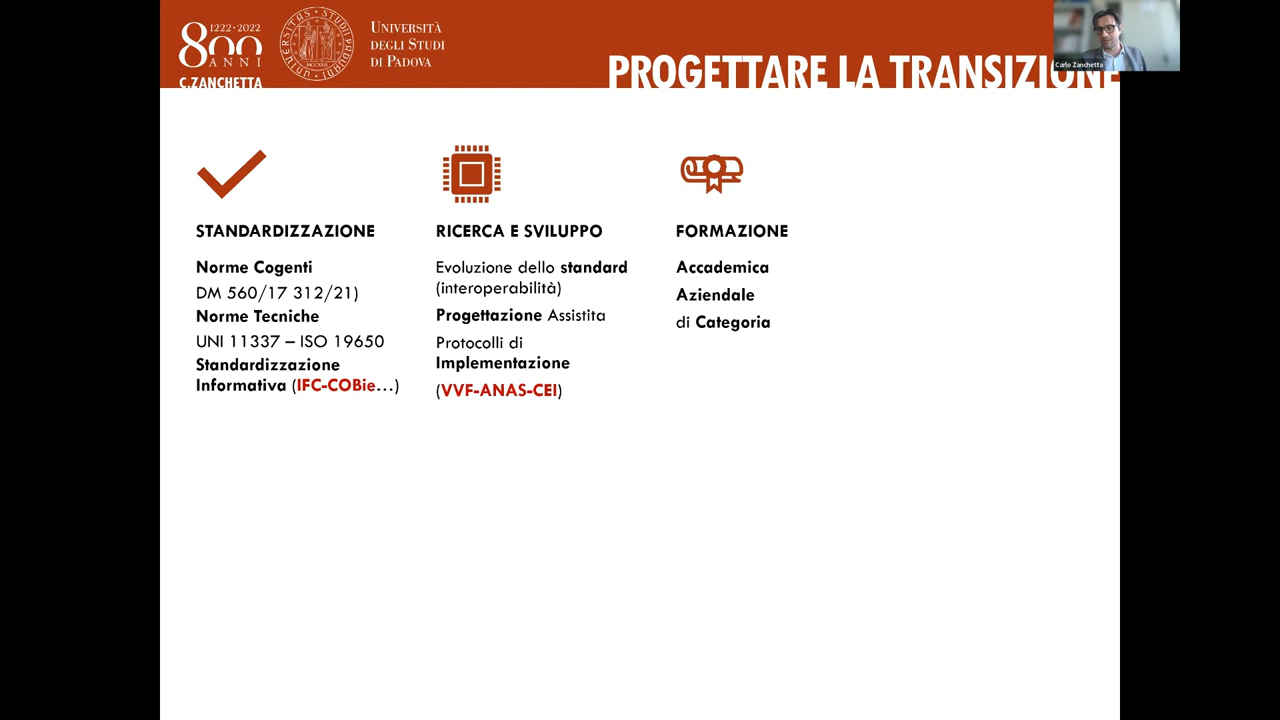 1222·2022
800
ANNI
C.ZANCHETTA
UNIVERSITÀ
DEGLI STUDI
DI PADOVA
PROGETTARE LA TRANSIZIONE
Carlo Zanchetta
STANDARDIZZAZIONE
Norme Cogenti
DM 560/17 312/21)
Norme Tecniche
UNI 11337 – ISO 19650
Standardizzazione
Informativa (IFC-COBie...)
RICERCA E SVILUPPO
Evoluzione dello standard
(interoperabilità)
Progettazione Assistita
Protocolli di
Implementazione
(VVF-ANAS-CEI)
FORMAZIONE
Accademica
Aziendale
di Categoria